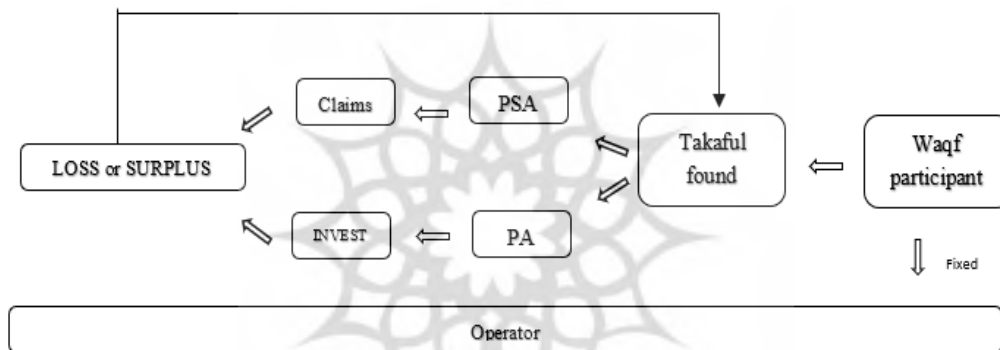 Claims
PSA
LOSS or SURPLUS
Takaful
found
Waqf
participant
INVEST
PA
Fixed
Operator